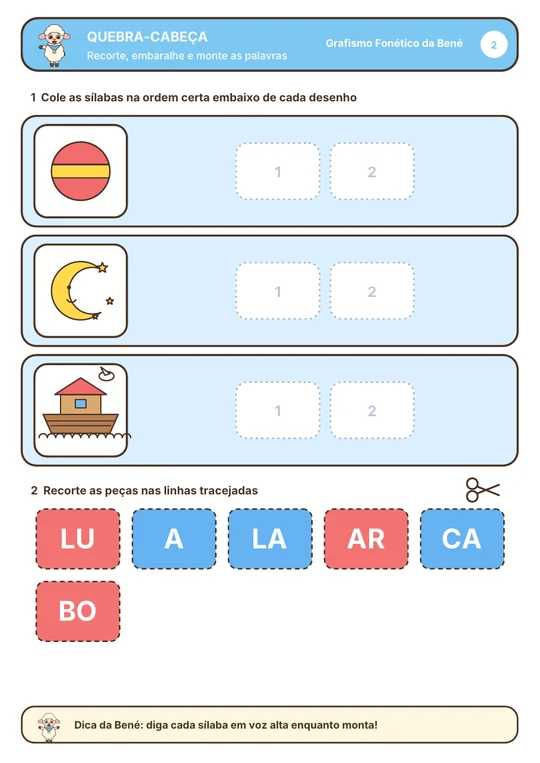 QUEBRA-CABEÇA
Recorte, embaralhe e monte as palavras
Grafismo Fonético da Bené
2
1 Cole as sílabas na ordem certa embaixo de cada desenho
1 2
1 2
1 2
2 Recorte as peças nas linhas tracejadas
LU A LA AR CA
BO
Dica da Bené: diga cada sílaba em voz alta enquanto monta!